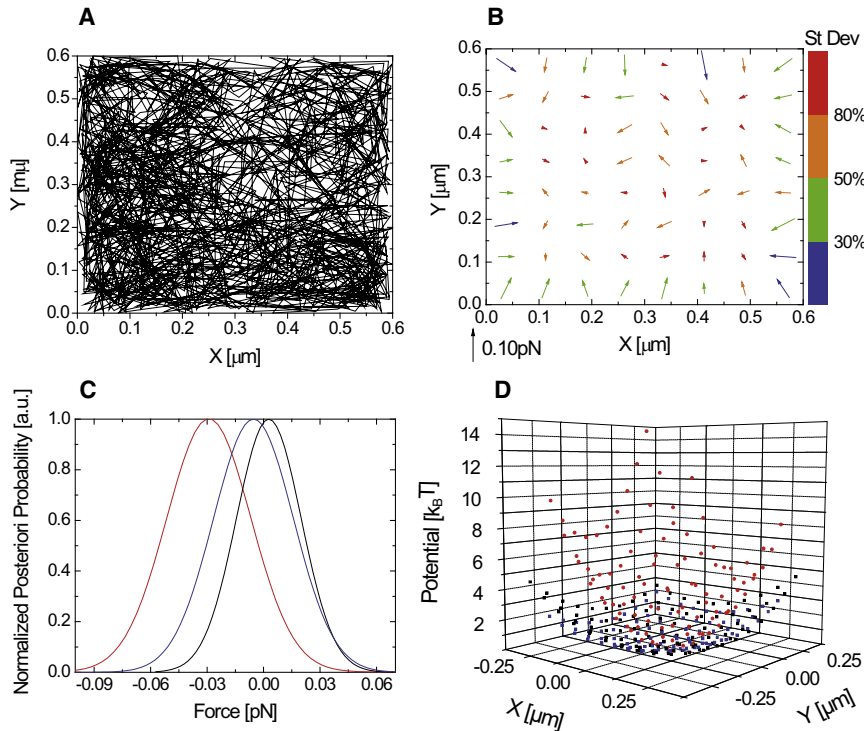 A
0.6
0.5
0.4
0.3
0.2
0.1
0.0
Y [mµ]
0.0 0.1 0.2 0.3 0.4 0.5 0.6
X [µm]
B
St Dev
0.6
0.5
0.4
0.3
0.2
0.1
0.0
Y [µm]
80%
50%
30%
0.0 0.1 0.2 0.3 0.4 0.5 0.6
0.10pN
X [µm]
C
Normalized Posteriori Probability [a.u.]
1.0
0.8
0.6
0.4
0.2
0.0
-0.09 -0.06 -0.03 0.00 0.03 0.06
Force [pN]
D
Potential [kBT]
14
12
10
8
6
4
2
-0.25 0.00 0.25
X [µm]
-0.25 0.00 0.25
Y [µm]